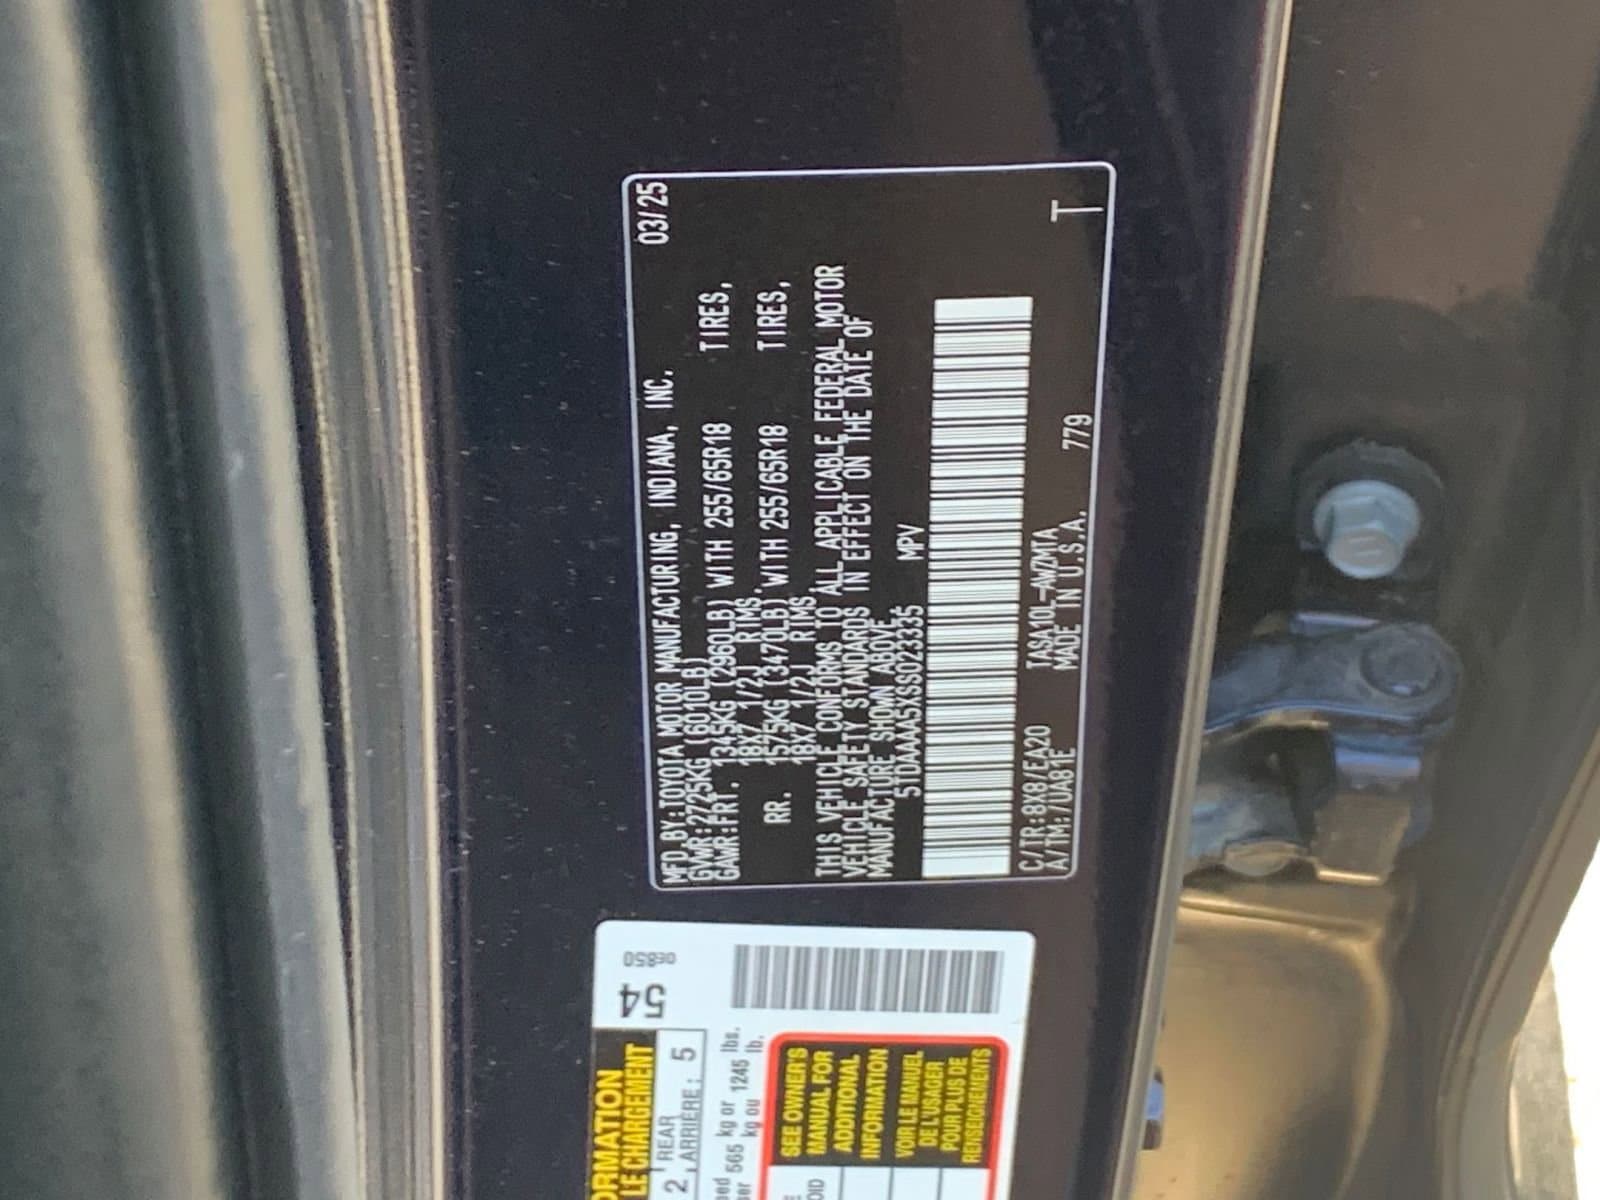 MFD.BY:TOYOTA MOTOR MANUFACTURING, INDIANA, INC. 03/25
GVWR:2725KG(6010LB)
GAWR:FRT. 1345KG (2960LB) WITH 255/65R18 TIRES,
18X7 1/2J RIMS,
RR. 1575KG (3470LB) WITH 255/65R18 TIRES,
18X7 1/2J RIMS
THIS VEHICLE CONFORMS TO ALL APPLICABLE FEDERAL MOTOR
VEHICLE SAFETY STANDARDS IN EFFECT ON THE DATE OF
MANUFACTURE SHOWN ABOVE.
5TDAAAA5XSS023335 MPV
C/TR:8X8/EA20 TASA10L-AWZMTA
A/TM:/UA81E MADE IN U.S.A. 779
T
54
0E850
ORMATION
LE CHARGEMENT
2 REAR
ARRIÈRE: 5
565 kg or 1245 lbs.
kg ou lb.
SEE OWNER'S
MANUAL FOR
ADDITIONAL
INFORMATION
VOIR LE MANUEL
DE L'USAGER
POUR PLUS DE
RENSEIGNEMENTS